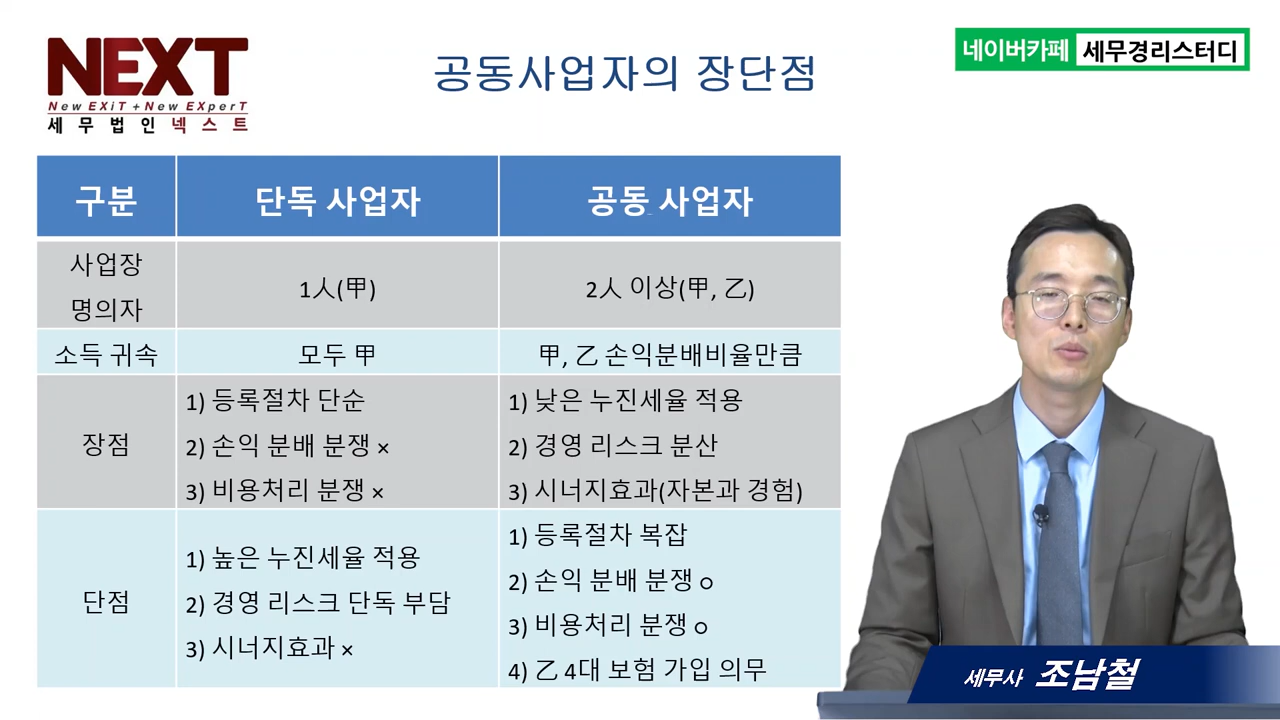 NEXT
New EXiT + New EXperT
세무법인넥스트
공동사업자의 장단점
네이버카페 세무경리스터디
구분
단독 사업자
공동 사업자
사업장
명의자
1人(甲)
2人 이상(甲, 乙)
소득 귀속
모두 甲
甲, 乙 손익분배비율만큼
장점
1) 등록절차 단순
2) 손익 분배 분쟁 ×
3) 비용처리 분쟁 ×
1) 낮은 누진세율 적용
2) 경영 리스크 분산
3) 시너지효과(자본과 경험)
단점
1) 높은 누진세율 적용
2) 경영 리스크 단독 부담
3) 시너지효과 ×
1) 등록절차 복잡
2) 손익 분배 분쟁 ㅇ
3) 비용처리 분쟁 ㅇ
4) 乙 4대 보험 가입 의무
세무사 조남철